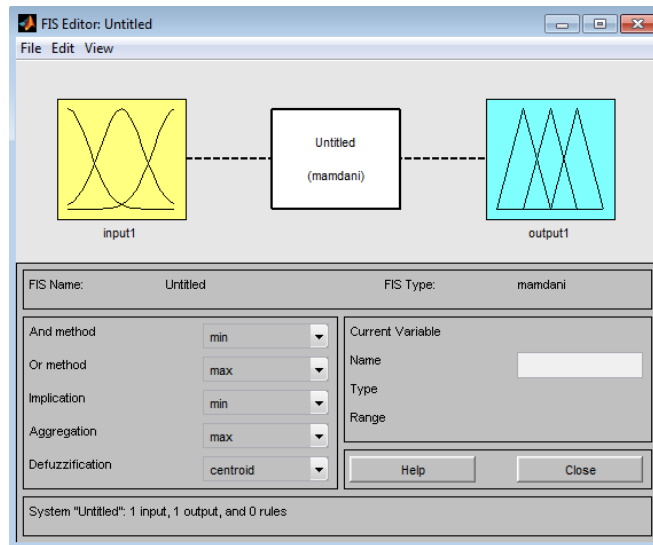 FIS Editor: Untitled
File Edit View
Untitled
(mamdani)
input1
output1
FIS Name: Untitled
FIS Type: mamdani
And method min
Or method max
Implication min
Aggregation max
Defuzzification centroid
Current Variable
Name
Type
Range
Help
Close
System "Untitled": 1 input, 1 output, and 0 rules